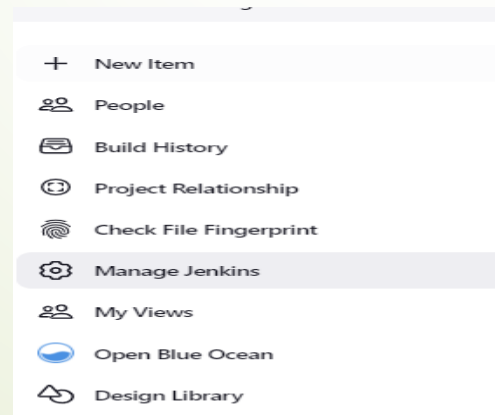 New Item
People
Build History
Project Relationship
Check File Fingerprint
Manage Jenkins
My Views
Open Blue Ocean
Design Library